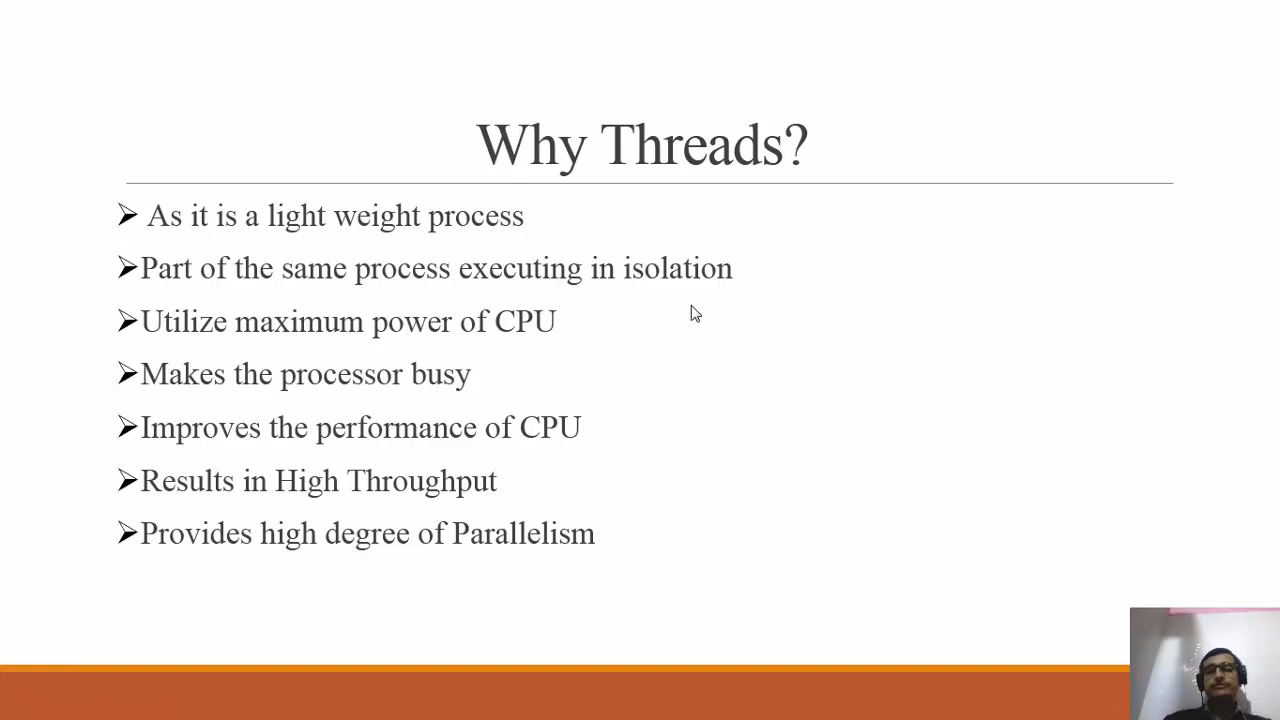 Why Threads?
➢ As it is a light weight process
➢Part of the same process executing in isolation
➢Utilize maximum power of CPU
➢Makes the processor busy
➢Improves the performance of CPU
➢Results in High Throughput
➢Provides high degree of Parallelism